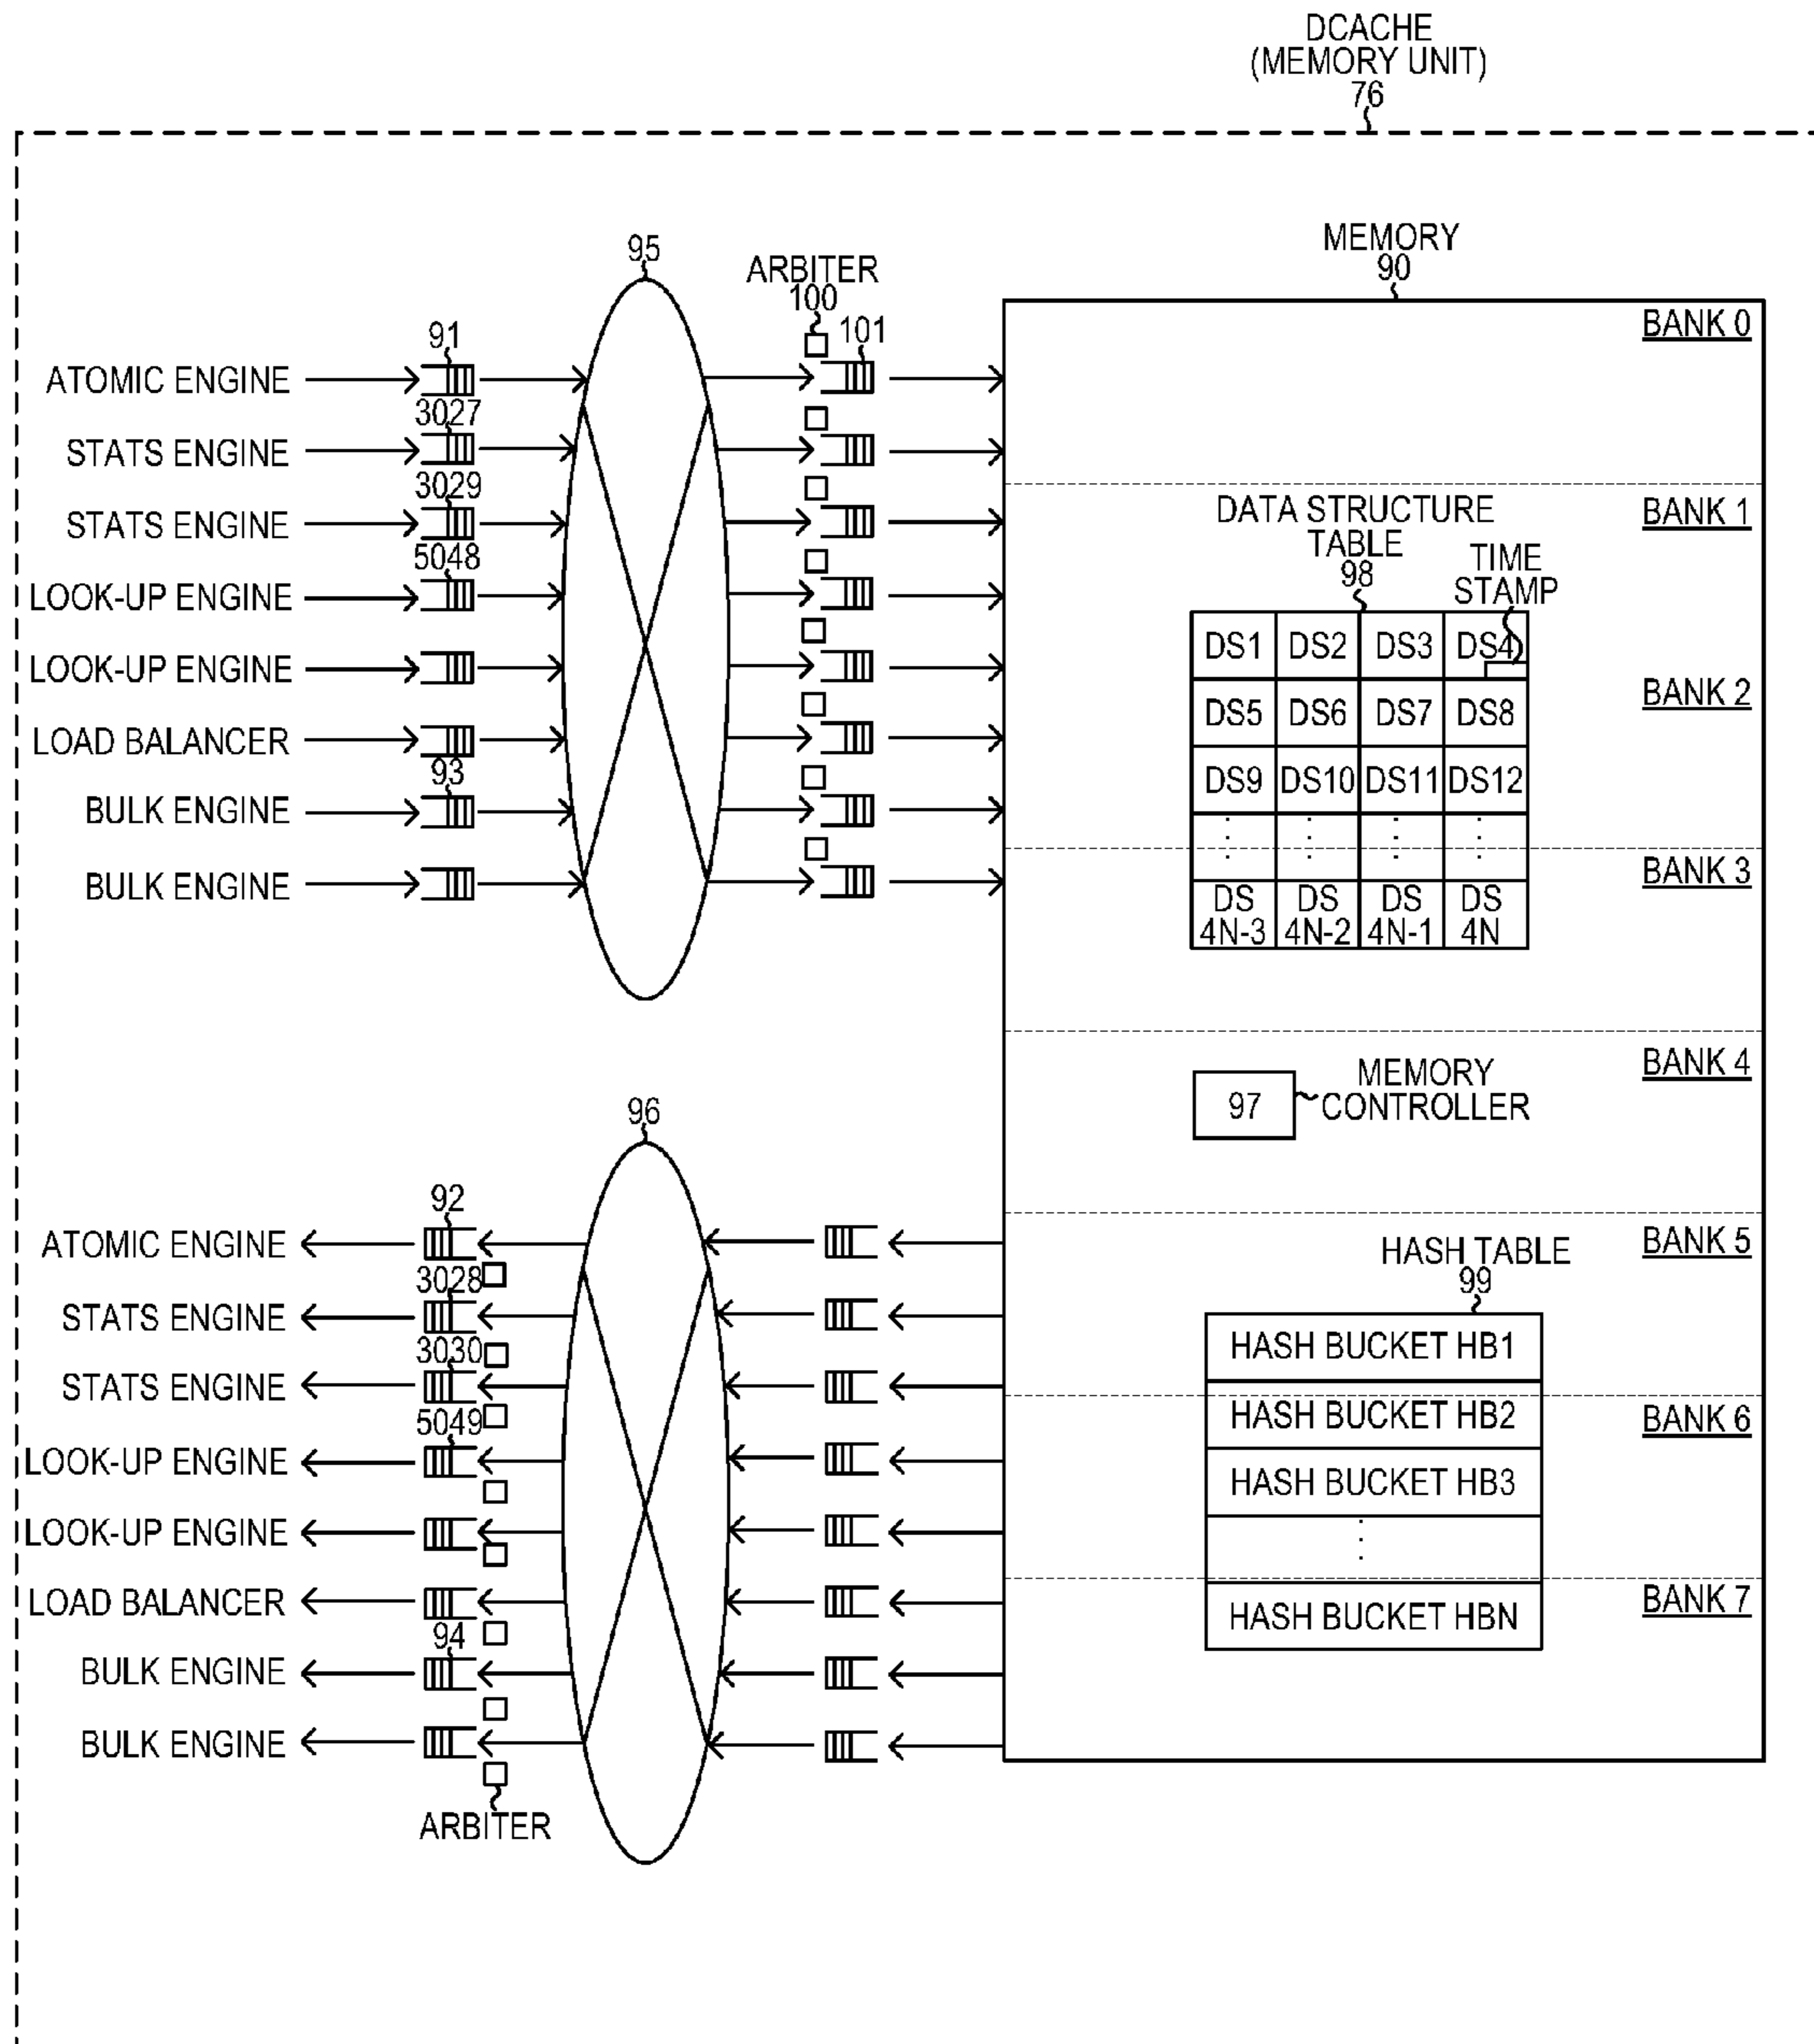 DCACHE
(MEMORY UNIT)
76
MEMORY
90
95
ARBITER
100
101
91
ATOMIC ENGINE
3027
STATS ENGINE
3029
STATS ENGINE
5048
LOOK-UP ENGINE
LOOK-UP ENGINE
LOAD BALANCER
93
BULK ENGINE
BULK ENGINE
BANK 0
BANK 1
DATA STRUCTURE
TABLE
98
TIME
STAMP
DS1 DS2 DS3 DS4
BANK 2
DS5 DS6 DS7 DS8
DS9 DS10 DS11 DS12
BANK 3
DS DS DS DS
4N-3 4N-2 4N-1 4N
BANK 4
MEMORY
CONTROLLER
97
96
92
ATOMIC ENGINE
3028
STATS ENGINE
3030
STATS ENGINE
5049
LOOK-UP ENGINE
LOOK-UP ENGINE
LOAD BALANCER
94
BULK ENGINE
BULK ENGINE
ARBITER
BANK 5
HASH TABLE
99
HASH BUCKET HB1
HASH BUCKET HB2
BANK 6
HASH BUCKET HB3
BANK 7
HASH BUCKET HBN